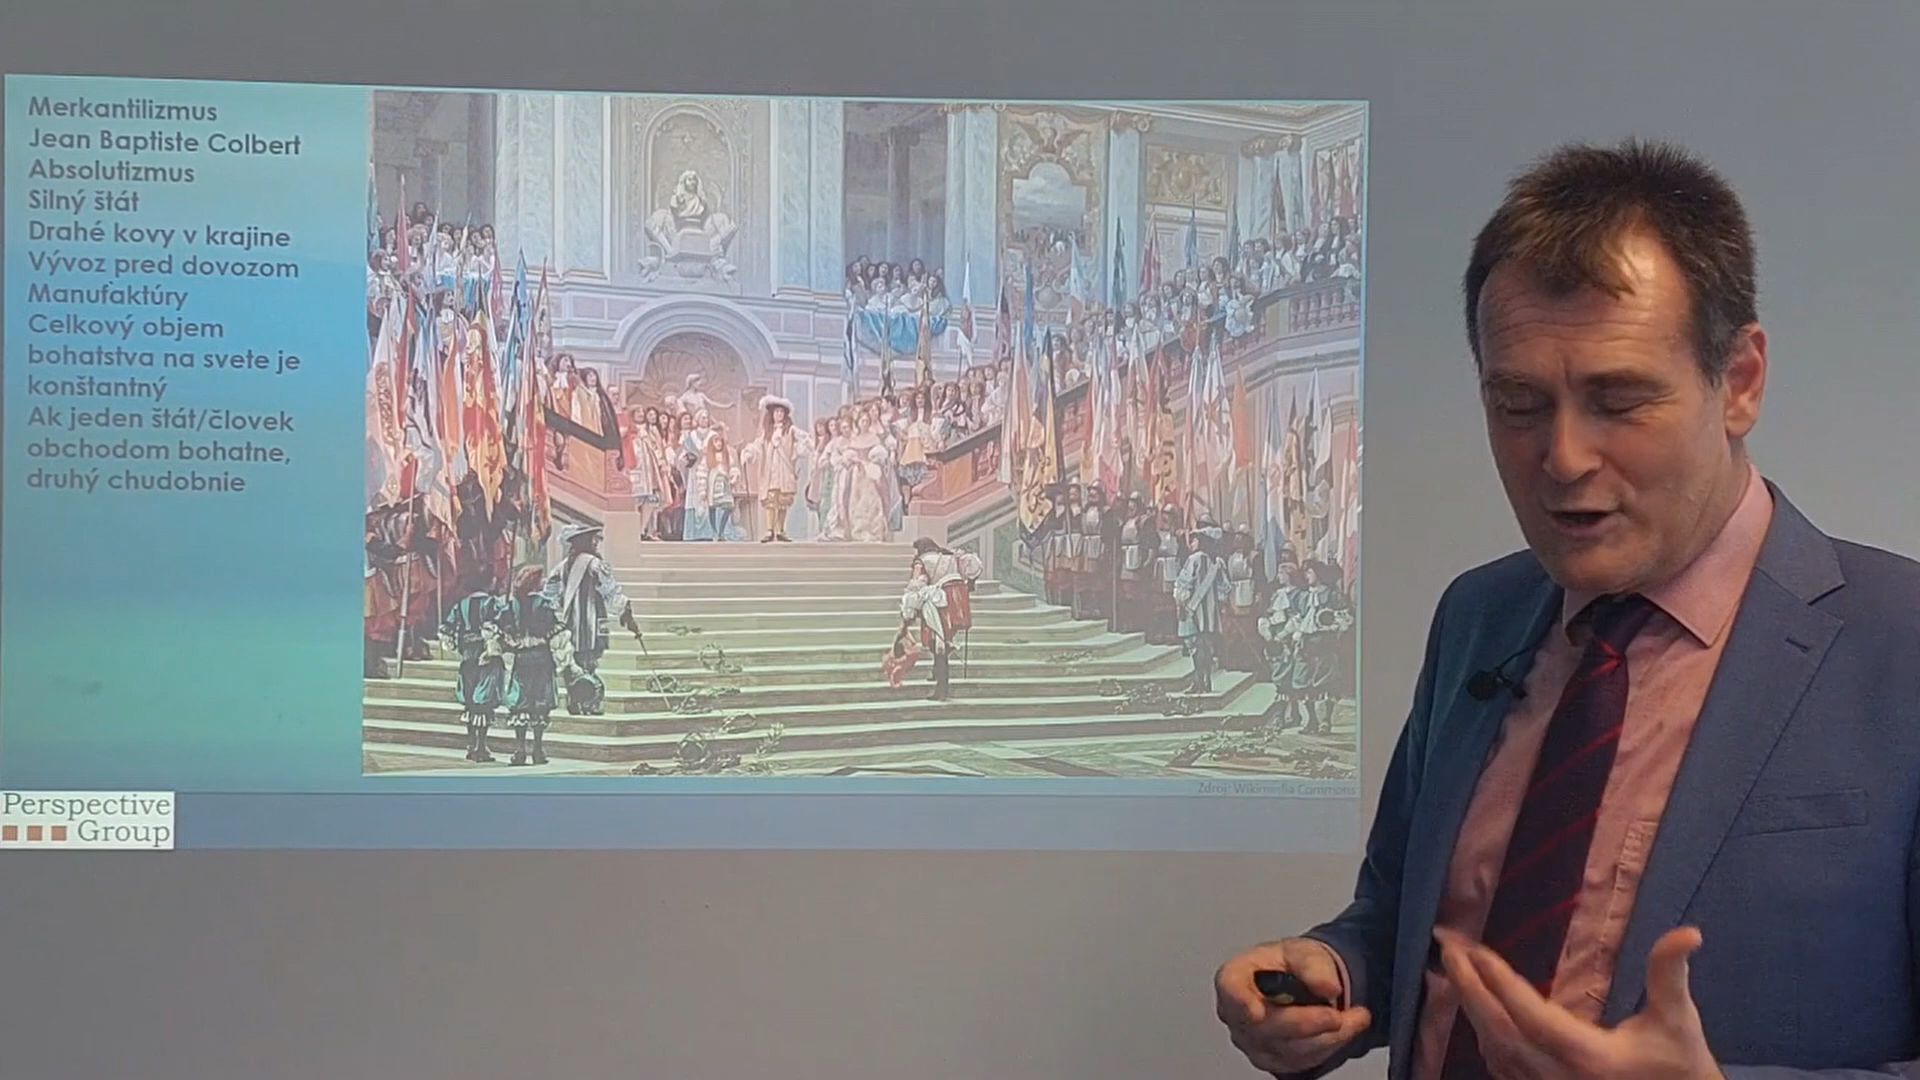 Merkantilizmus
Jean Baptiste Colbert
Absolutizmus
Silný štát
Drahé kovy v krajine
Vývoz pred dovozom
Manufaktúry
Celkový objem
bohatstva na svete je
konštantný
Ak jeden štát/človek
obchodom bohatne,
druhý chudobnie
Zdroj: Wikimedia Commons
Perspective
Group